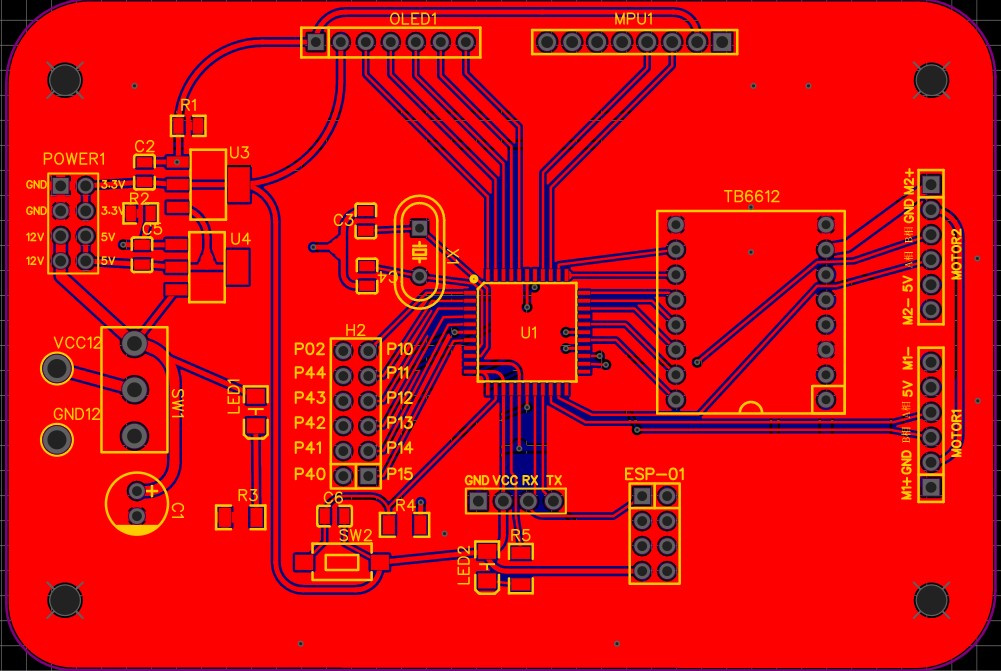 OLED1
MPU1
R1
C2
U3
POWER1
GND
3.3V
R2
GND
3.3V
12V
5V
C5
12V
5V
U4
C3
C4
X1
TB6612
M2+
GND
B相
A相
5V
M2-
MOTOR2
U1
VCC12
GND12
SW1
LED1
H2
P02
P10
P44
P11
P43
P12
P42
P13
P41
P14
P40
P15
M1-
5V
A相
B相
GND
M1+
MOTOR1
C1
R3
C6
R4
SW2
GND VCC RX TX
ESP-01
LED2
R5